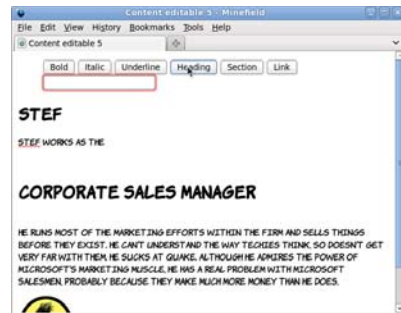 Content editable 5 - Minefield
File Edit View History Bookmarks Tools Help
Content editable 5
Bold Italic Underline Heading Section Link
STEF
STEF WORKS AS THE
CORPORATE SALES MANAGER
HE RUNS MOST OF THE MARKETING EFFORTS WITHIN THE FIRM AND SELLS THINGS
BEFORE THEY EXIST. HE CAN'T UNDERSTAND THE WAY TECHIES THINK, SO DOESN'T GET
VERY FAR WITH THEM. HE SUCKS AT QUAKE. ALTHOUGH HE ADMIRES THE POWER OF
MICROSOFT'S MARKETING MUSCLE, HE HAS A REAL PROBLEM WITH MICROSOFT
SALESMEN, PROBABLY BECAUSE THEY MAKE MUCH MORE MONEY THAN HE DOES.